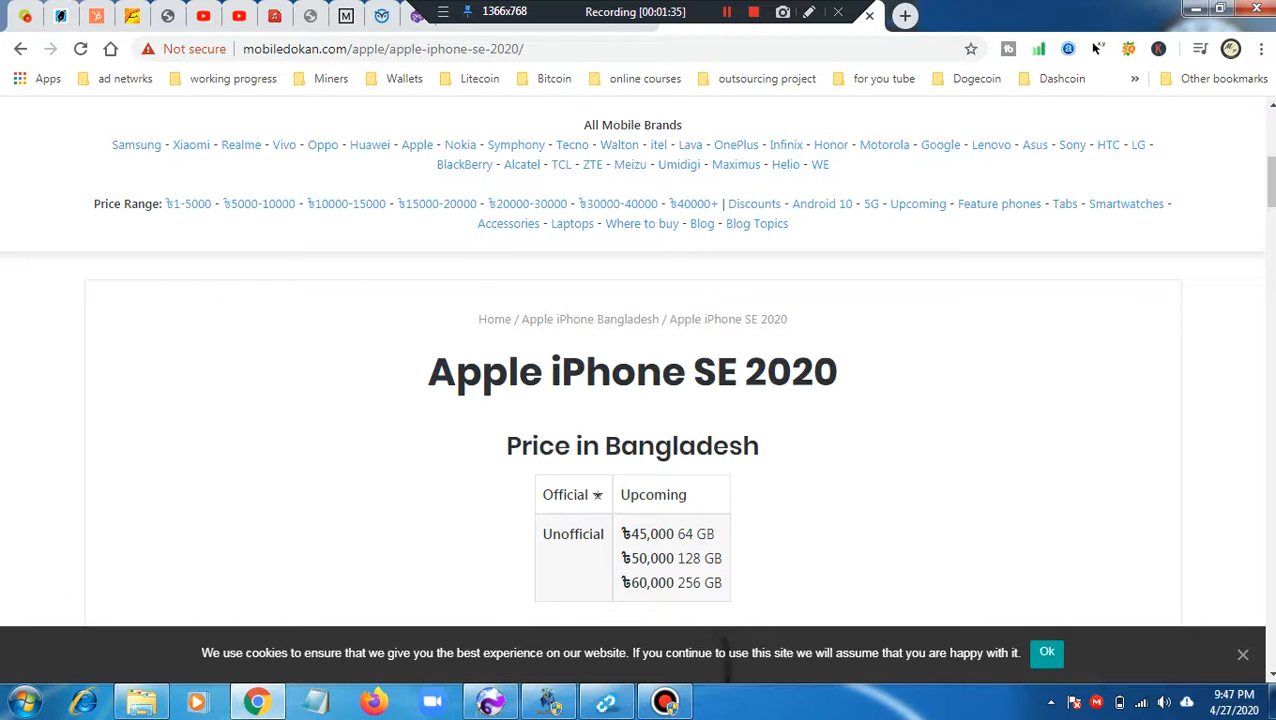 1366x768
Recording [00:01:35]
Not secure
mobiledokan.com/apple/apple-iphone-se-2020/
Apps
ad netwrks
working progress
Miners
Wallets
Litecoin
Bitcoin
online courses
outsourcing project
for you tube
Dogecoin
Dashcoin
»
Other bookmarks
All Mobile Brands
Samsung - Xiaomi - Realme - Vivo - Oppo - Huawei - Apple - Nokia - Symphony - Tecno - Walton - itel - Lava - OnePlus - Infinix - Honor - Motorola - Google - Lenovo - Asus - Sony - HTC - LG -
BlackBerry - Alcatel - TCL - ZTE - Meizu - Umidigi - Maximus - Helio - WE
Price Range: ৳1-5000 - ৳5000-10000 - ৳10000-15000 - ৳15000-20000 - ৳20000-30000 - ৳30000-40000 - ৳40000+ | Discounts - Android 10 - 5G - Upcoming - Feature phones - Tabs - Smartwatches -
Accessories - Laptops - Where to buy - Blog - Blog Topics
Home / Apple iPhone Bangladesh / Apple iPhone SE 2020
Apple iPhone SE 2020
Price in Bangladesh
Official ★ Upcoming
Unofficial ৳45,000 64 GB
৳50,000 128 GB
৳60,000 256 GB
We use cookies to ensure that we give you the best experience on our website. If you continue to use this site we will assume that you are happy with it.
Ok
9:47 PM
4/27/2020